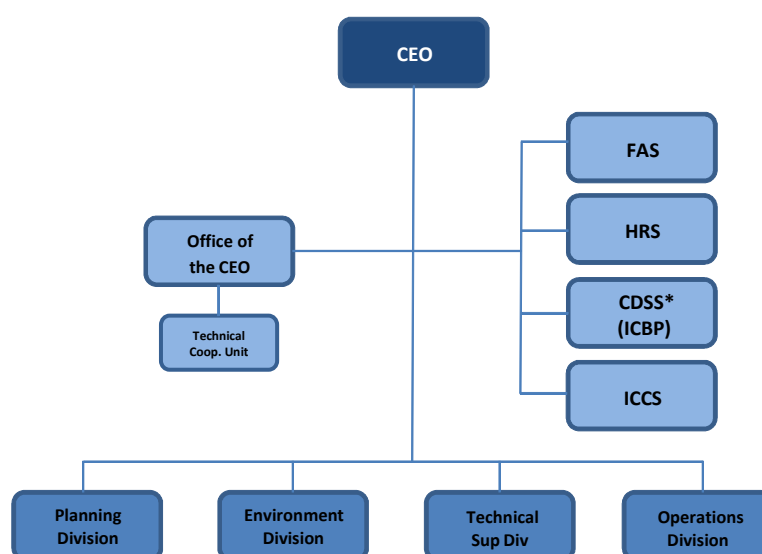 CEO
FAS
HRS
Office of
the CEO
CDSS*
(ICBP)
Technical
Coop. Unit
ICCS
Planning
Division
Environment
Division
Technical
Sup Div
Operations
Division